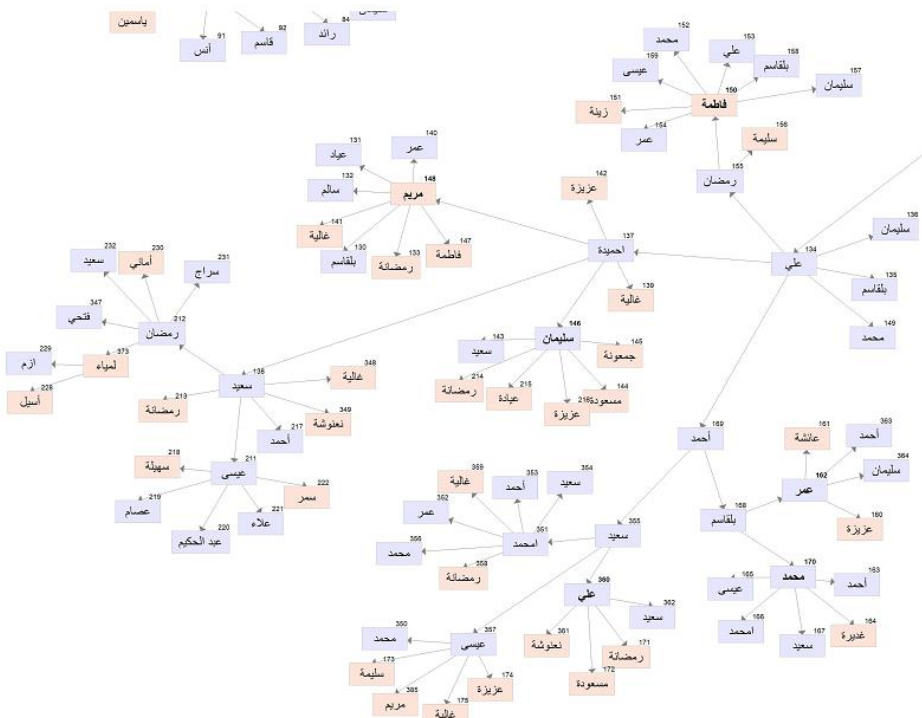 ياسمين
91 أنس
92 قاسم
84 رائد
سليمان
152 محمد
153 علي
158 بلقاسم
157 سليمان
159 عيسى
150 فاطمة
151 زينة
154 عمر
156 سليمة
155 رمضان
140 عمر
131 عياد
132 سالم
148 مريم
141 غالية
130 بلقاسم
133 رمضانة
147 فاطمة
142 عزيزة
137 احميدة
139 غالية
134 علي
136 سليمان
135 بلقاسم
149 محمد
232 سعيد
230 أماني
231 سراج
347 فتحي
212 رمضان
229 ازم
373 لمياء
228 أسيل
143 سعيد
146 سليمان
145 جمعونة
214 رمضانة
215 عيادة
216 عزيزة
144 مسعودة
138 سعيد
348 غالية
213 رمضانة
217 أحمد
349 نعنوشة
218 سهيلة
211 عيسى
222 سمر
219 عصام
220 عبد الحكيم
221 علاء
169 أحمد
161 عائشة
363 أحمد
364 سليمان
162 عمر
160 عزيزة
168 بلقاسم
359 غالية
353 أحمد
354 سعيد
352 عمر
351 امحمد
355 سعيد
356 محمد
358 رمضانة
165 عيسى
170 محمد
163 أحمد
166 امحمد
167 سعيد
164 غديرة
360 علي
362 سعيد
361 نعنوشة
171 رمضانة
172 مسعودة
350 محمد
357 عيسى
173 سليمة
365 مريم
175 غالية
174 عزيزة